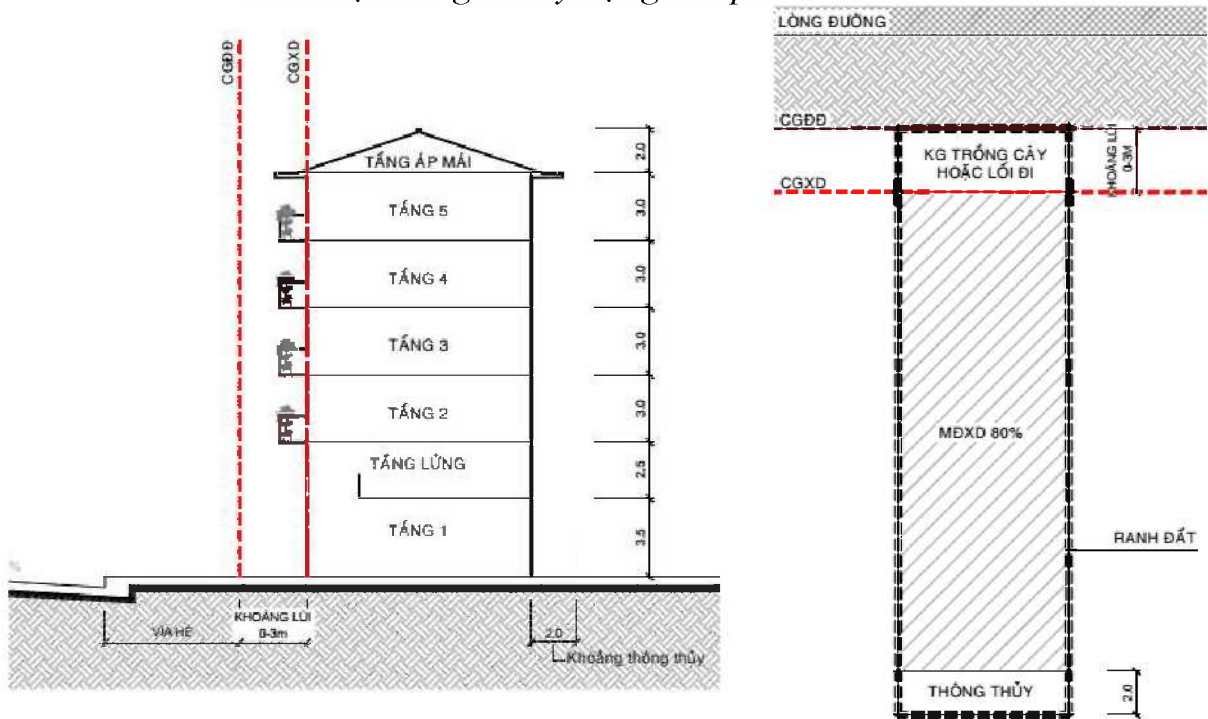 CGĐĐ
CGXD
TẦNG ÁP MÁI
TẦNG 5
TẦNG 4
TẦNG 3
TẦNG 2
TẦNG LỬNG
TẦNG 1
2.0
3.0
3.0
3.0
3.0
2.5
3.5
VỈA HÈ
KHOẢNG LÙI
0-3m
2.0
Khoảng thông thủy
LÒNG ĐƯỜNG
CGĐĐ
KG TRỒNG CÂY
HOẶC LỐI ĐI
KHOẢNG LÙI
0-3M
CGXD
MĐXD 80%
RANH ĐẤT
THÔNG THỦY
2.0